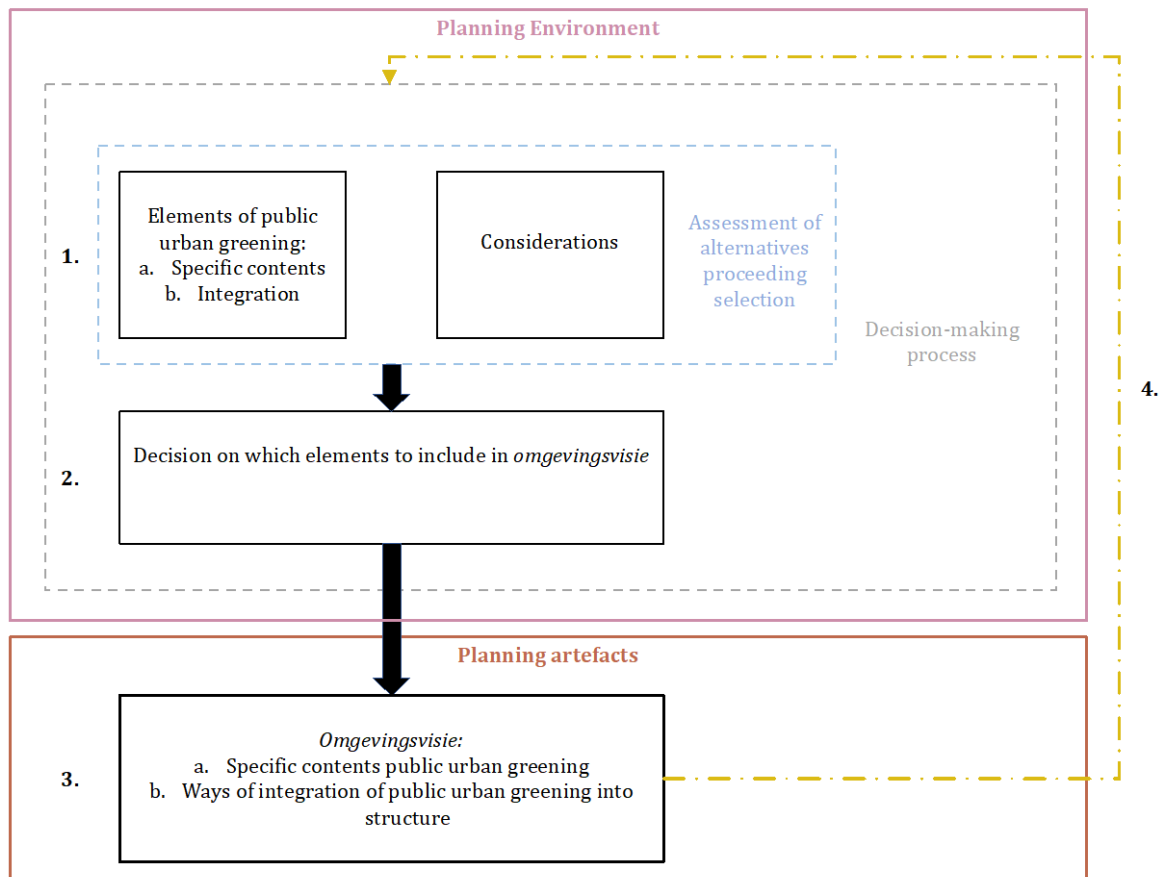 Planning Environment
Elements of public
urban greening:
a. Specific contents
b. Integration
1.
Considerations
Assessment of
alternatives
proceeding
selection
Decision-making
process
4.
Decision on which elements to include in omgevingsvisie
2.
Planning artefacts
Omgevingsvisie:
a. Specific contents public urban greening
b. Ways of integration of public urban greening into
structure
3.